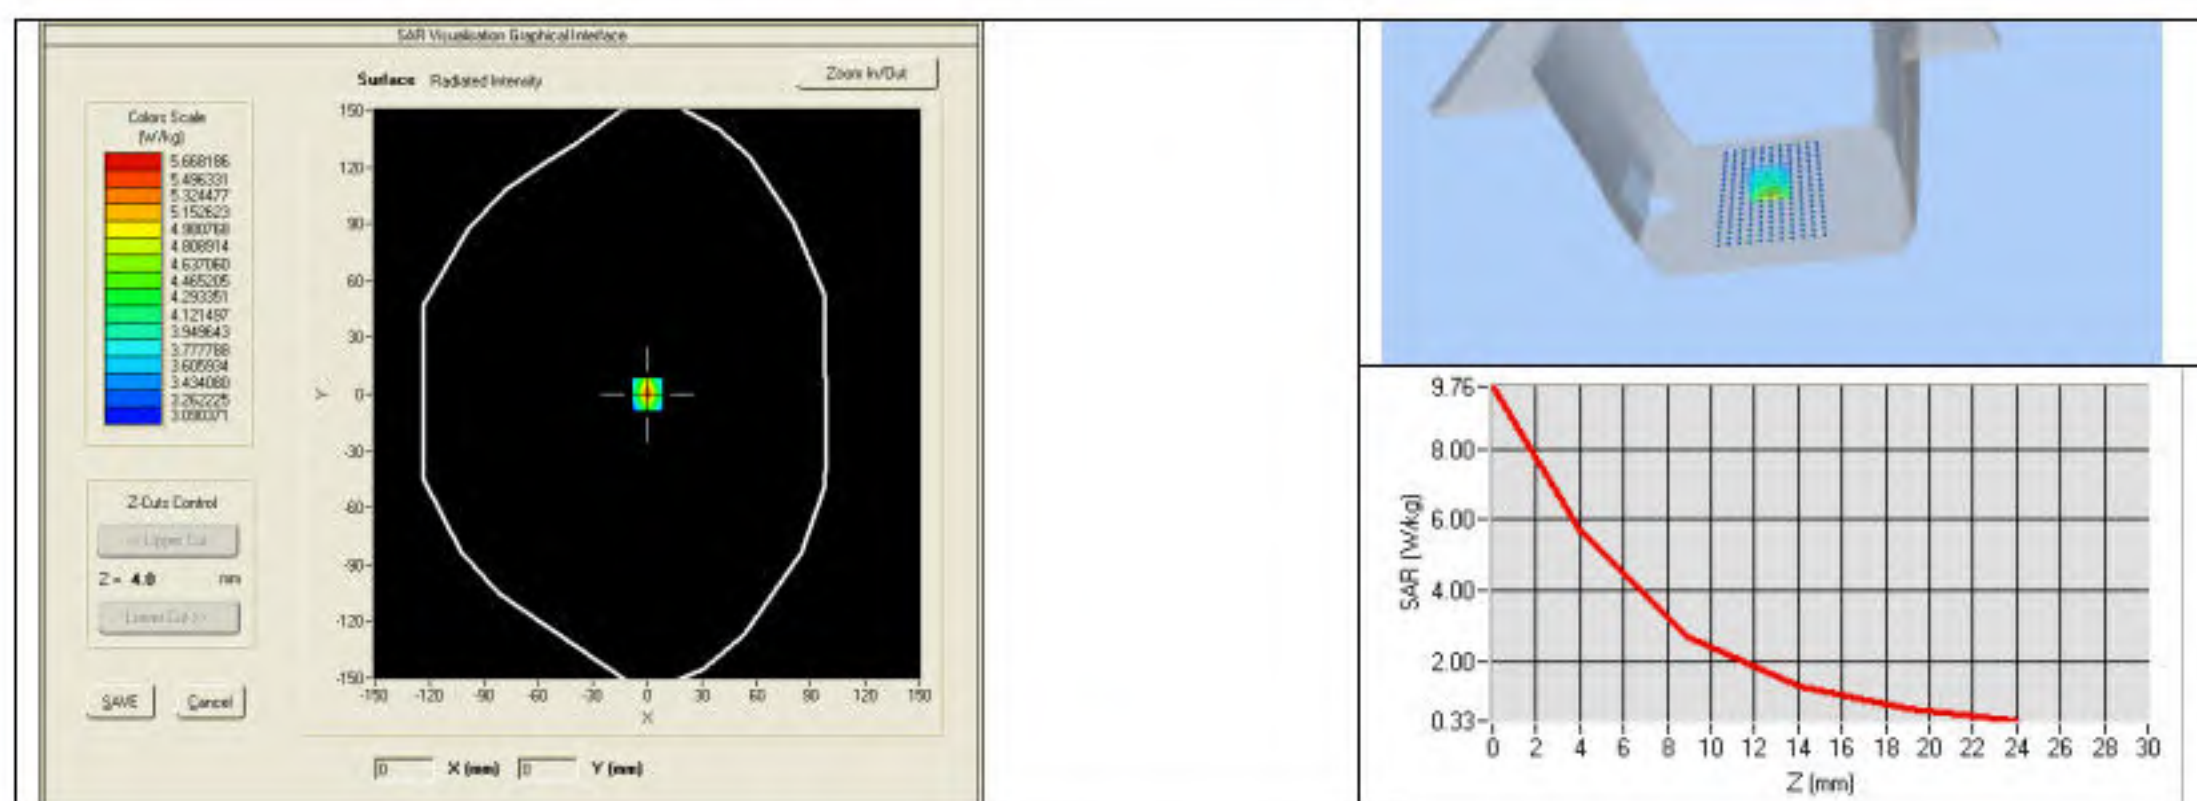 SAR Visualisation Graphical Interface
Surface Radiated Intensity
Zoom In/Out
Colors Scale
(W/kg)
5.668186
5.496331
5.324477
5.152623
4.980768
4.808914
4.637060
4.465205
4.293351
4.121497
3.949643
3.777788
3.605934
3.434080
3.262225
3.090371
Z-Cuts Control
<< Upper Cut
Z = 4.0 mm
Lower Cut >>
SAVE Cancel
150
120
90
60
30
0
-30
-60
-90
-120
-150
Y
-150 -120 -90 -60 -30 0 30 60 90 120 150
X
0 X (mm) 0 Y (mm)
9.76
8.00
6.00
4.00
2.00
0.33
SAR (W/kg)
0 2 4 6 8 10 12 14 16 18 20 22 24 26 28 30
Z (mm)